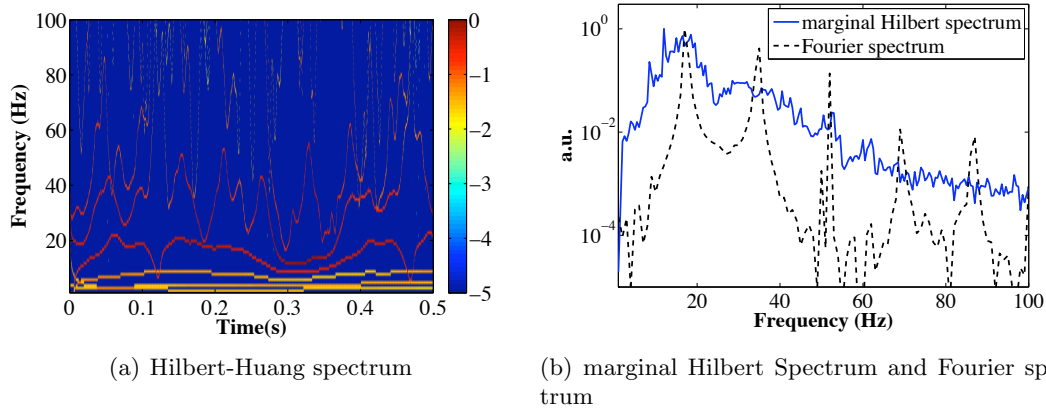 100
80
60
40
20
Frequency (Hz)
0
0.1
0.2
0.3
0.4
0.5
Time(s)
0
−1
−2
−3
−4
−5
(a) Hilbert-Huang spectrum
10^0
10^−2
10^−4
a.u.
marginal Hilbert spectrum
Fourier spectrum
20
40
60
80
100
Frequency (Hz)
(b) marginal Hilbert Spectrum and Fourier sp
trum